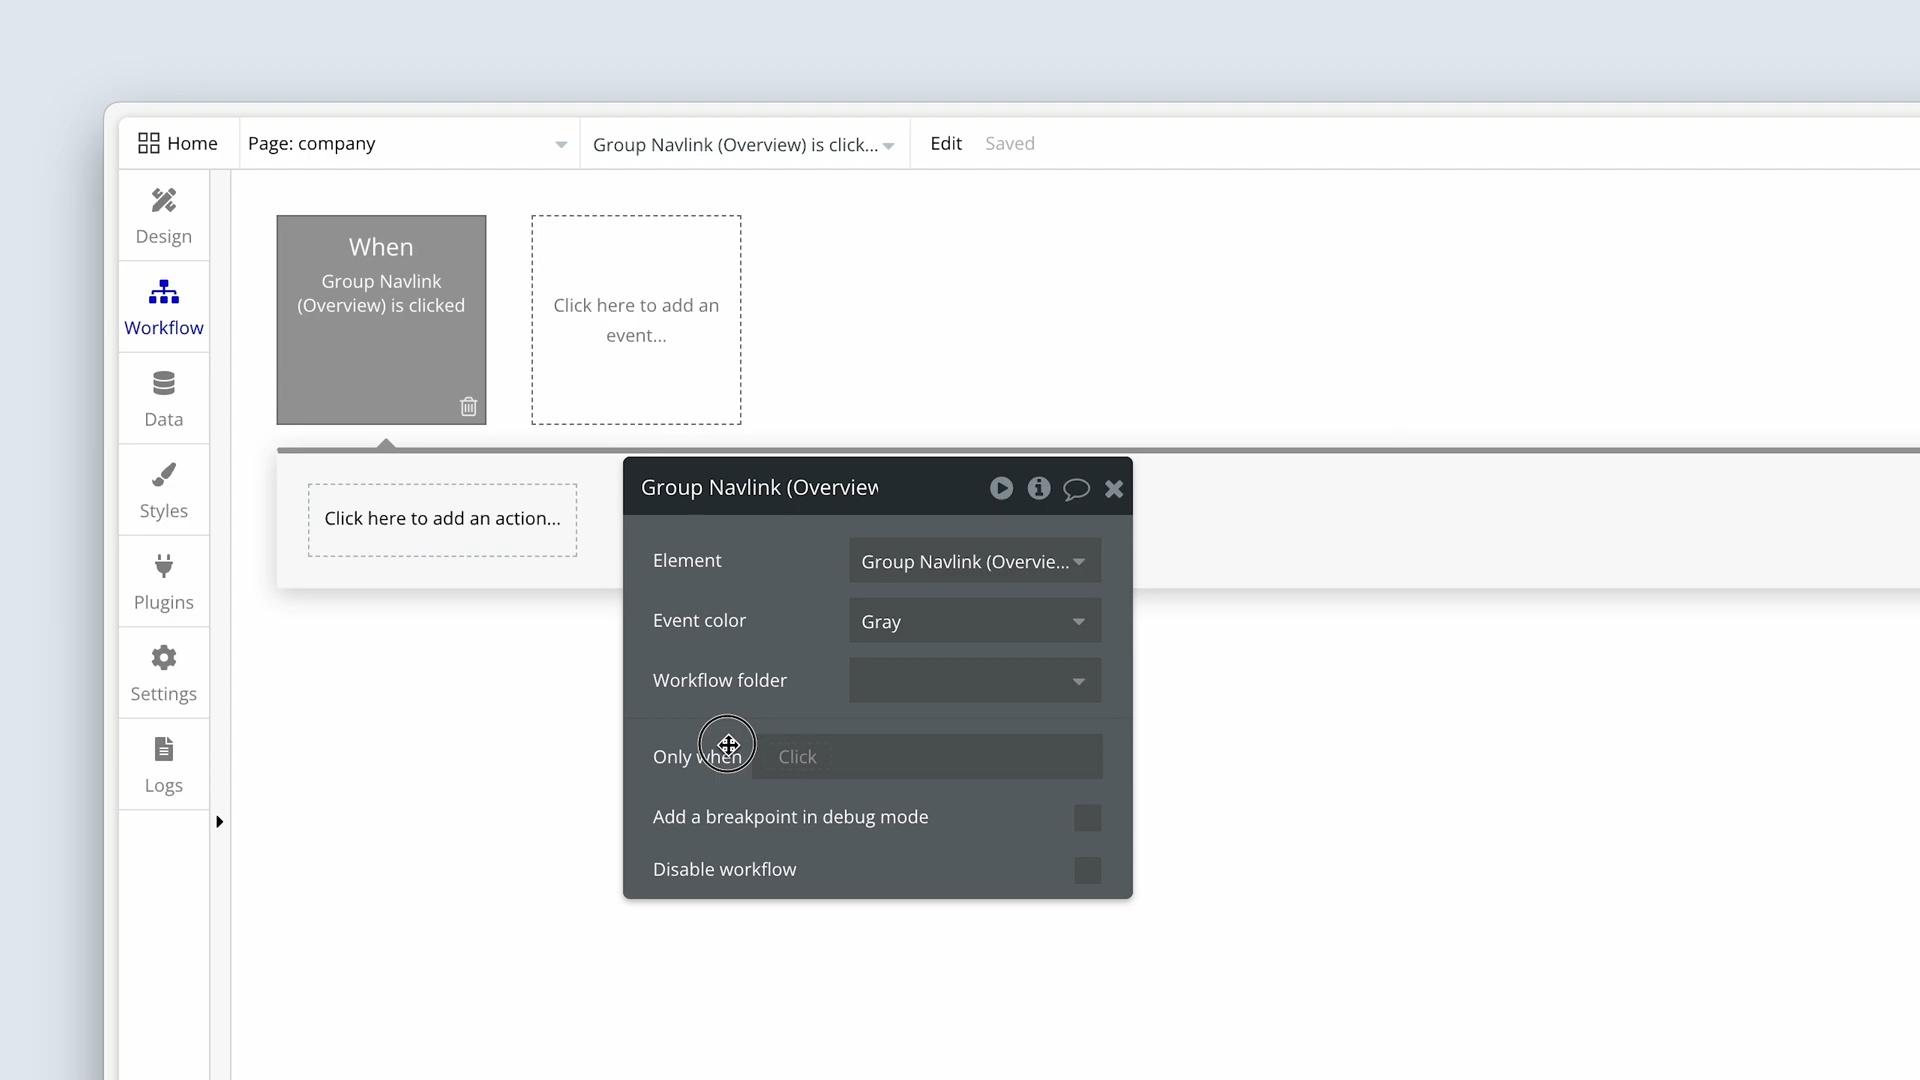 Home
Page: company
Group Navlink (Overview) is click...
Edit
Saved
Design
Workflow
Data
Styles
Plugins
Settings
Logs
When
Group Navlink
(Overview) is clicked
Click here to add an
event...
Click here to add an action...
Group Navlink (Overview
Element
Group Navlink (Overvie...
Event color
Gray
Workflow folder
Only when
Click
Add a breakpoint in debug mode
Disable workflow